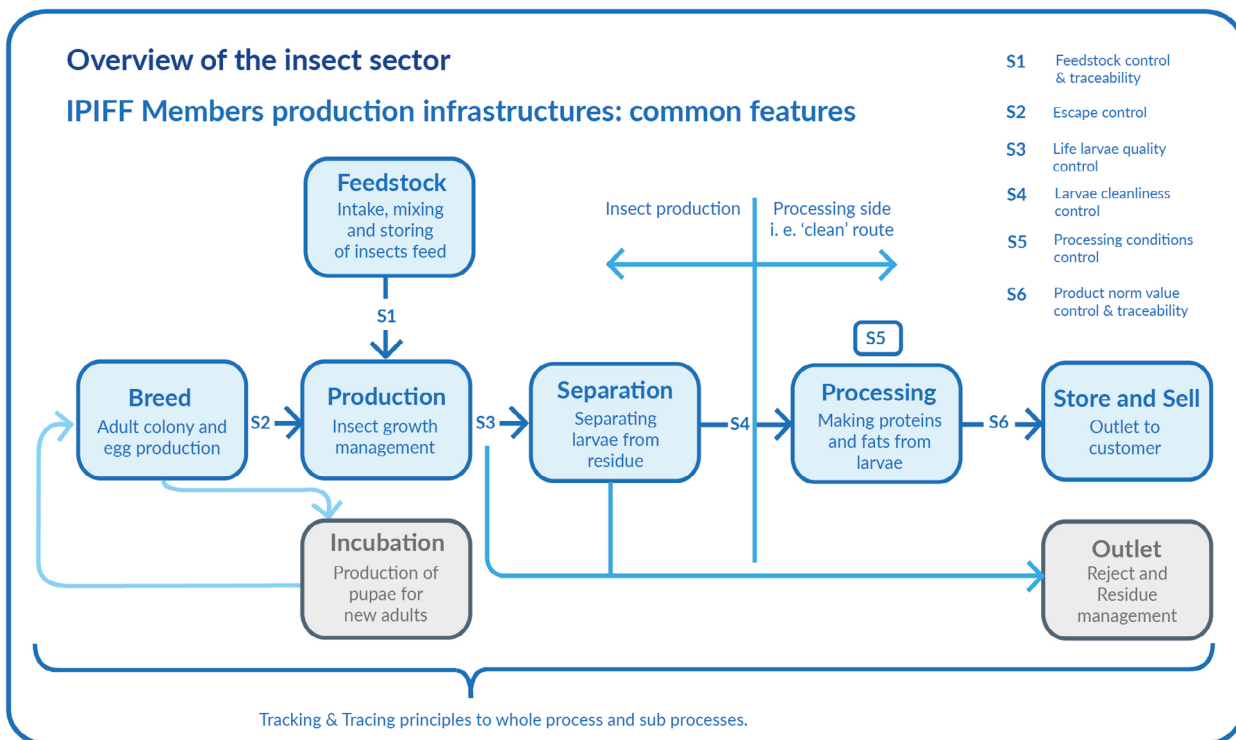 Overview of the insect sector
IPIFF Members production infrastructures: common features
S1 Feedstock control
& traceability
S2 Escape control
S3 Life larvae quality
control
S4 Larvae cleanliness
control
S5 Processing conditions
control
S6 Product norm value
control & traceability
Feedstock
Intake, mixing
and storing
of insects feed
Insect production
Processing side
i. e. ‘clean’ route
S1
S5
Breed
Adult colony and
egg production
S2
Production
Insect growth
management
S3
Separation
Separating
larvae from
residue
S4
Processing
Making proteins
and fats from
larvae
S6
Store and Sell
Outlet to
customer
Incubation
Production of
pupae for
new adults
Outlet
Reject and
Residue
management
Tracking & Tracing principles to whole process and sub processes.